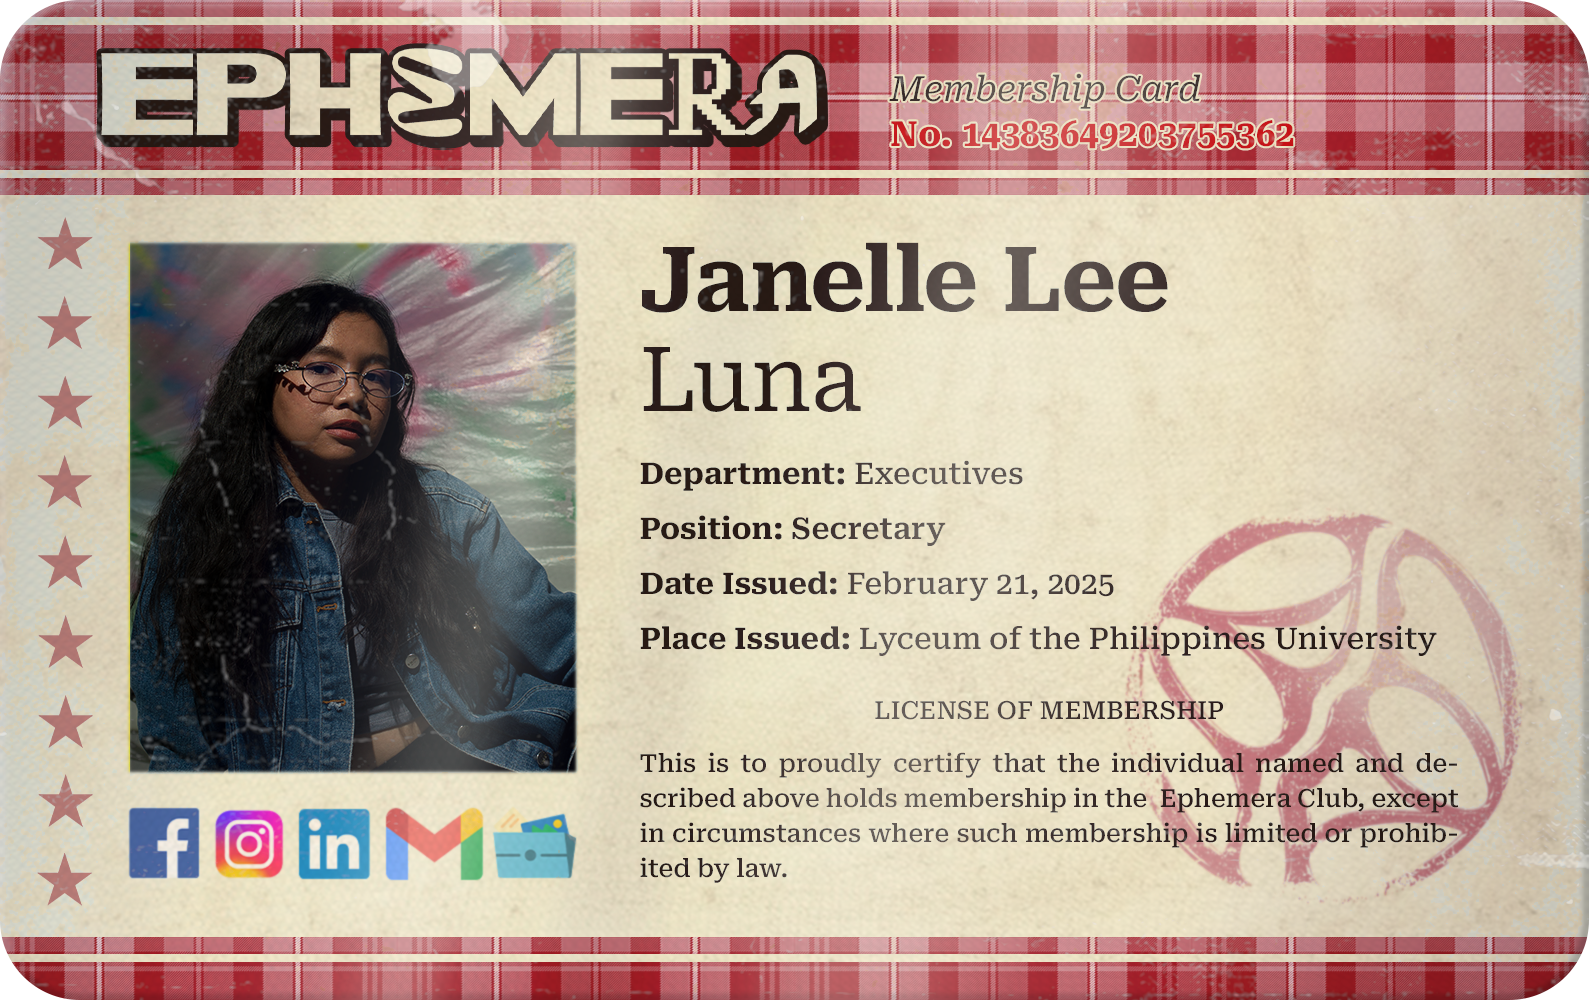 EPHEMERA
Membership Card
No. 14383649203755362
Janelle Lee
Luna
Department: Executives
Position: Secretary
Date Issued: February 21, 2025
Place Issued: Lyceum of the Philippines University
LICENSE OF MEMBERSHIP
This is to proudly certify that the individual named and de-
scribed above holds membership in the Ephemera Club, except
in circumstances where such membership is limited or prohib-
ited by law.
f
in